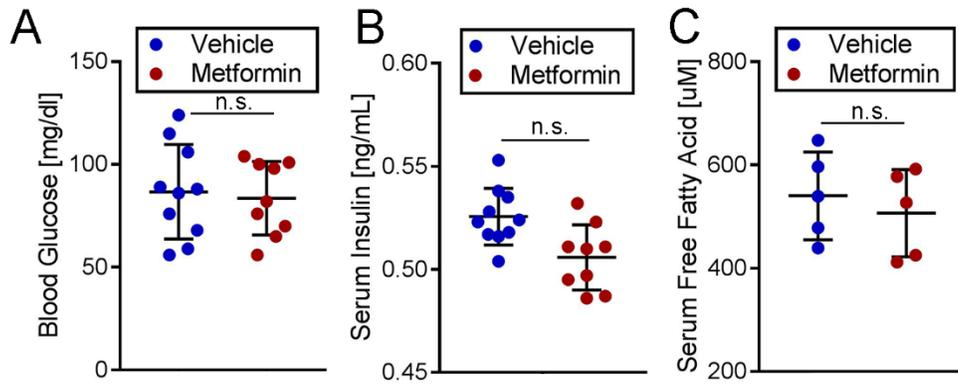 A
Vehicle
Metformin
n.s.
Blood Glucose [mg/dl]
150
100
50
0
B
Vehicle
Metformin
n.s.
Serum Insulin [ng/mL]
0.60
0.55
0.50
0.45
C
Vehicle
Metformin
n.s.
Serum Free Fatty Acid [uM]
800
600
400
200